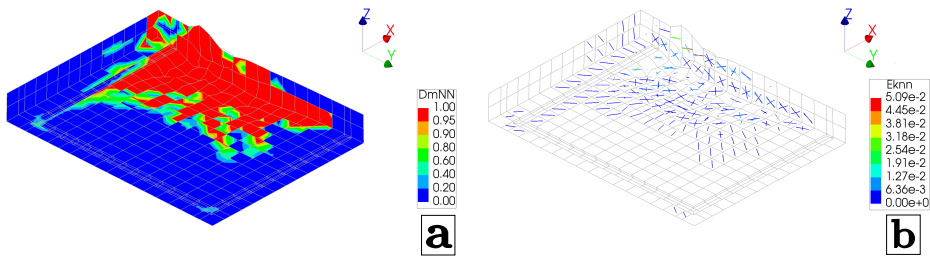 Z
X
Y
DmNN
1.00
0.95
0.90
0.80
0.60
0.40
0.20
0.00
a
Z
X
Y
Eknn
5.09e-2
4.45e-2
3.81e-2
3.18e-2
2.54e-2
1.91e-2
1.27e-2
6.36e-3
0.00e+0
b